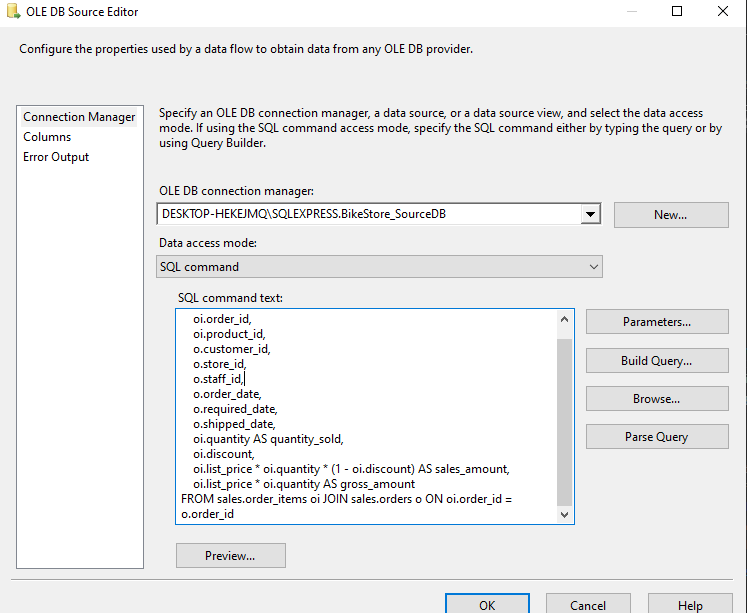 OLE DB Source Editor
Configure the properties used by a data flow to obtain data from any OLE DB provider.
Connection Manager
Columns
Error Output
Specify an OLE DB connection manager, a data source, or a data source view, and select the data access
mode. If using the SQL command access mode, specify the SQL command either by typing the query or by
using Query Builder.
OLE DB connection manager:
DESKTOP-HEKEJMQ\SQLEXPRESS.BikeStore_SourceDB
New...
Data access mode:
SQL command
SQL command text:
oi.order_id,
oi.product_id,
o.customer_id,
o.store_id,
o.staff_id,
o.order_date,
o.required_date,
o.shipped_date,
oi.quantity AS quantity_sold,
oi.discount,
oi.list_price * oi.quantity * (1 - oi.discount) AS sales_amount,
oi.list_price * oi.quantity AS gross_amount
FROM sales.order_items oi JOIN sales.orders o ON oi.order_id =
o.order_id
Parameters...
Build Query...
Browse...
Parse Query
Preview...
OK
Cancel
Help